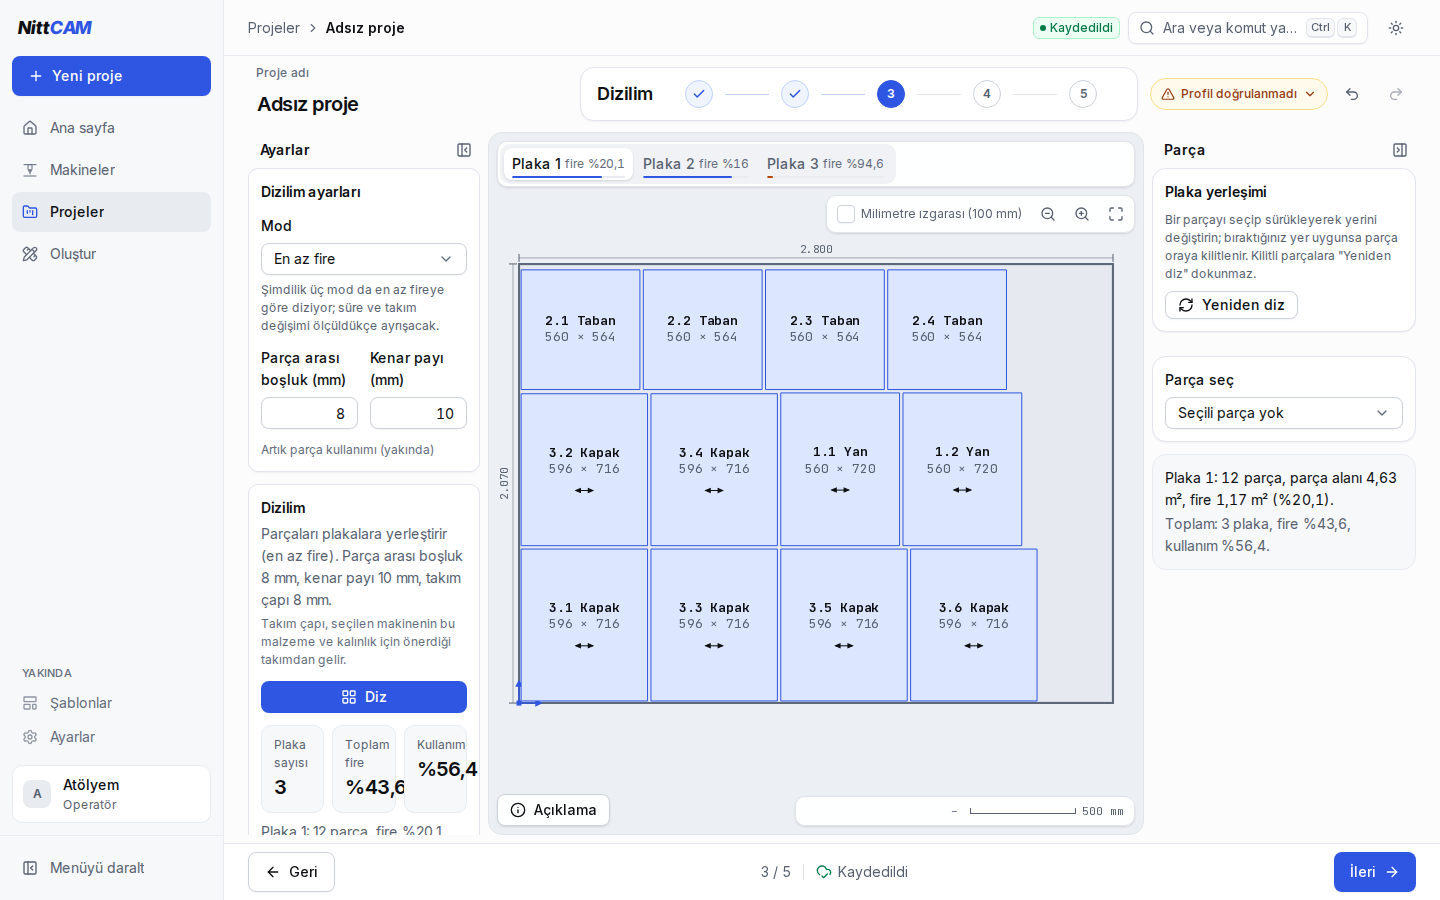 NittCAM
Yeni proje
Ana sayfa
Makineler
Projeler
Oluştur
YAKINDA
Şablonlar
Ayarlar
A
Atölyem
Operatör
Menüyü daralt
Projeler > Adsız proje
Kaydedildi
Ara veya komut ya...
Ctrl K
Proje adı
Adsız proje
Dizilim
3
4
5
Profil doğrulanmadı
Ayarlar
Dizilim ayarları
Mod
En az fire
Şimdilik üç mod da en az fireye
göre diziyor; süre ve takım
değişimi ölçüldükçe ayrışacak.
Parça arası
boşluk (mm)
Kenar payı
(mm)
8
10
Artık parça kullanımı (yakında)
Dizilim
Parçaları plakalara yerleştirir
(en az fire). Parça arası boşluk
8 mm, kenar payı 10 mm, takım
çapı 8 mm.
Takım çapı, seçilen makinenin bu
malzeme ve kalınlık için önerdiği
takımdan gelir.
Diz
Plaka
sayısı
3
Toplam
fire
%43,6
Kullanım
%56,4
Plaka 1: 12 parça, fire %20,1
Plaka 1 fire %20,1
Plaka 2 fire %16
Plaka 3 fire %94,6
Milimetre ızgarası (100 mm)
2.800
2.070
2.1 Taban
560 × 564
2.2 Taban
560 × 564
2.3 Taban
560 × 564
2.4 Taban
560 × 564
3.2 Kapak
596 × 716
3.4 Kapak
596 × 716
1.1 Yan
560 × 720
1.2 Yan
560 × 720
3.1 Kapak
596 × 716
3.3 Kapak
596 × 716
3.5 Kapak
596 × 716
3.6 Kapak
596 × 716
Açıklama
– 500 mm
Parça
Plaka yerleşimi
Bir parçayı seçip sürükleyerek yerini
değiştirin; bıraktığınız yer uygunsa parça
oraya kilitlenir. Kilitli parçalara "Yeniden
diz" dokunmaz.
Yeniden diz
Parça seç
Seçili parça yok
Plaka 1: 12 parça, parça alanı 4,63
m², fire 1,17 m² (%20,1).
Toplam: 3 plaka, fire %43,6,
kullanım %56,4.
Geri
3 / 5
Kaydedildi
İleri